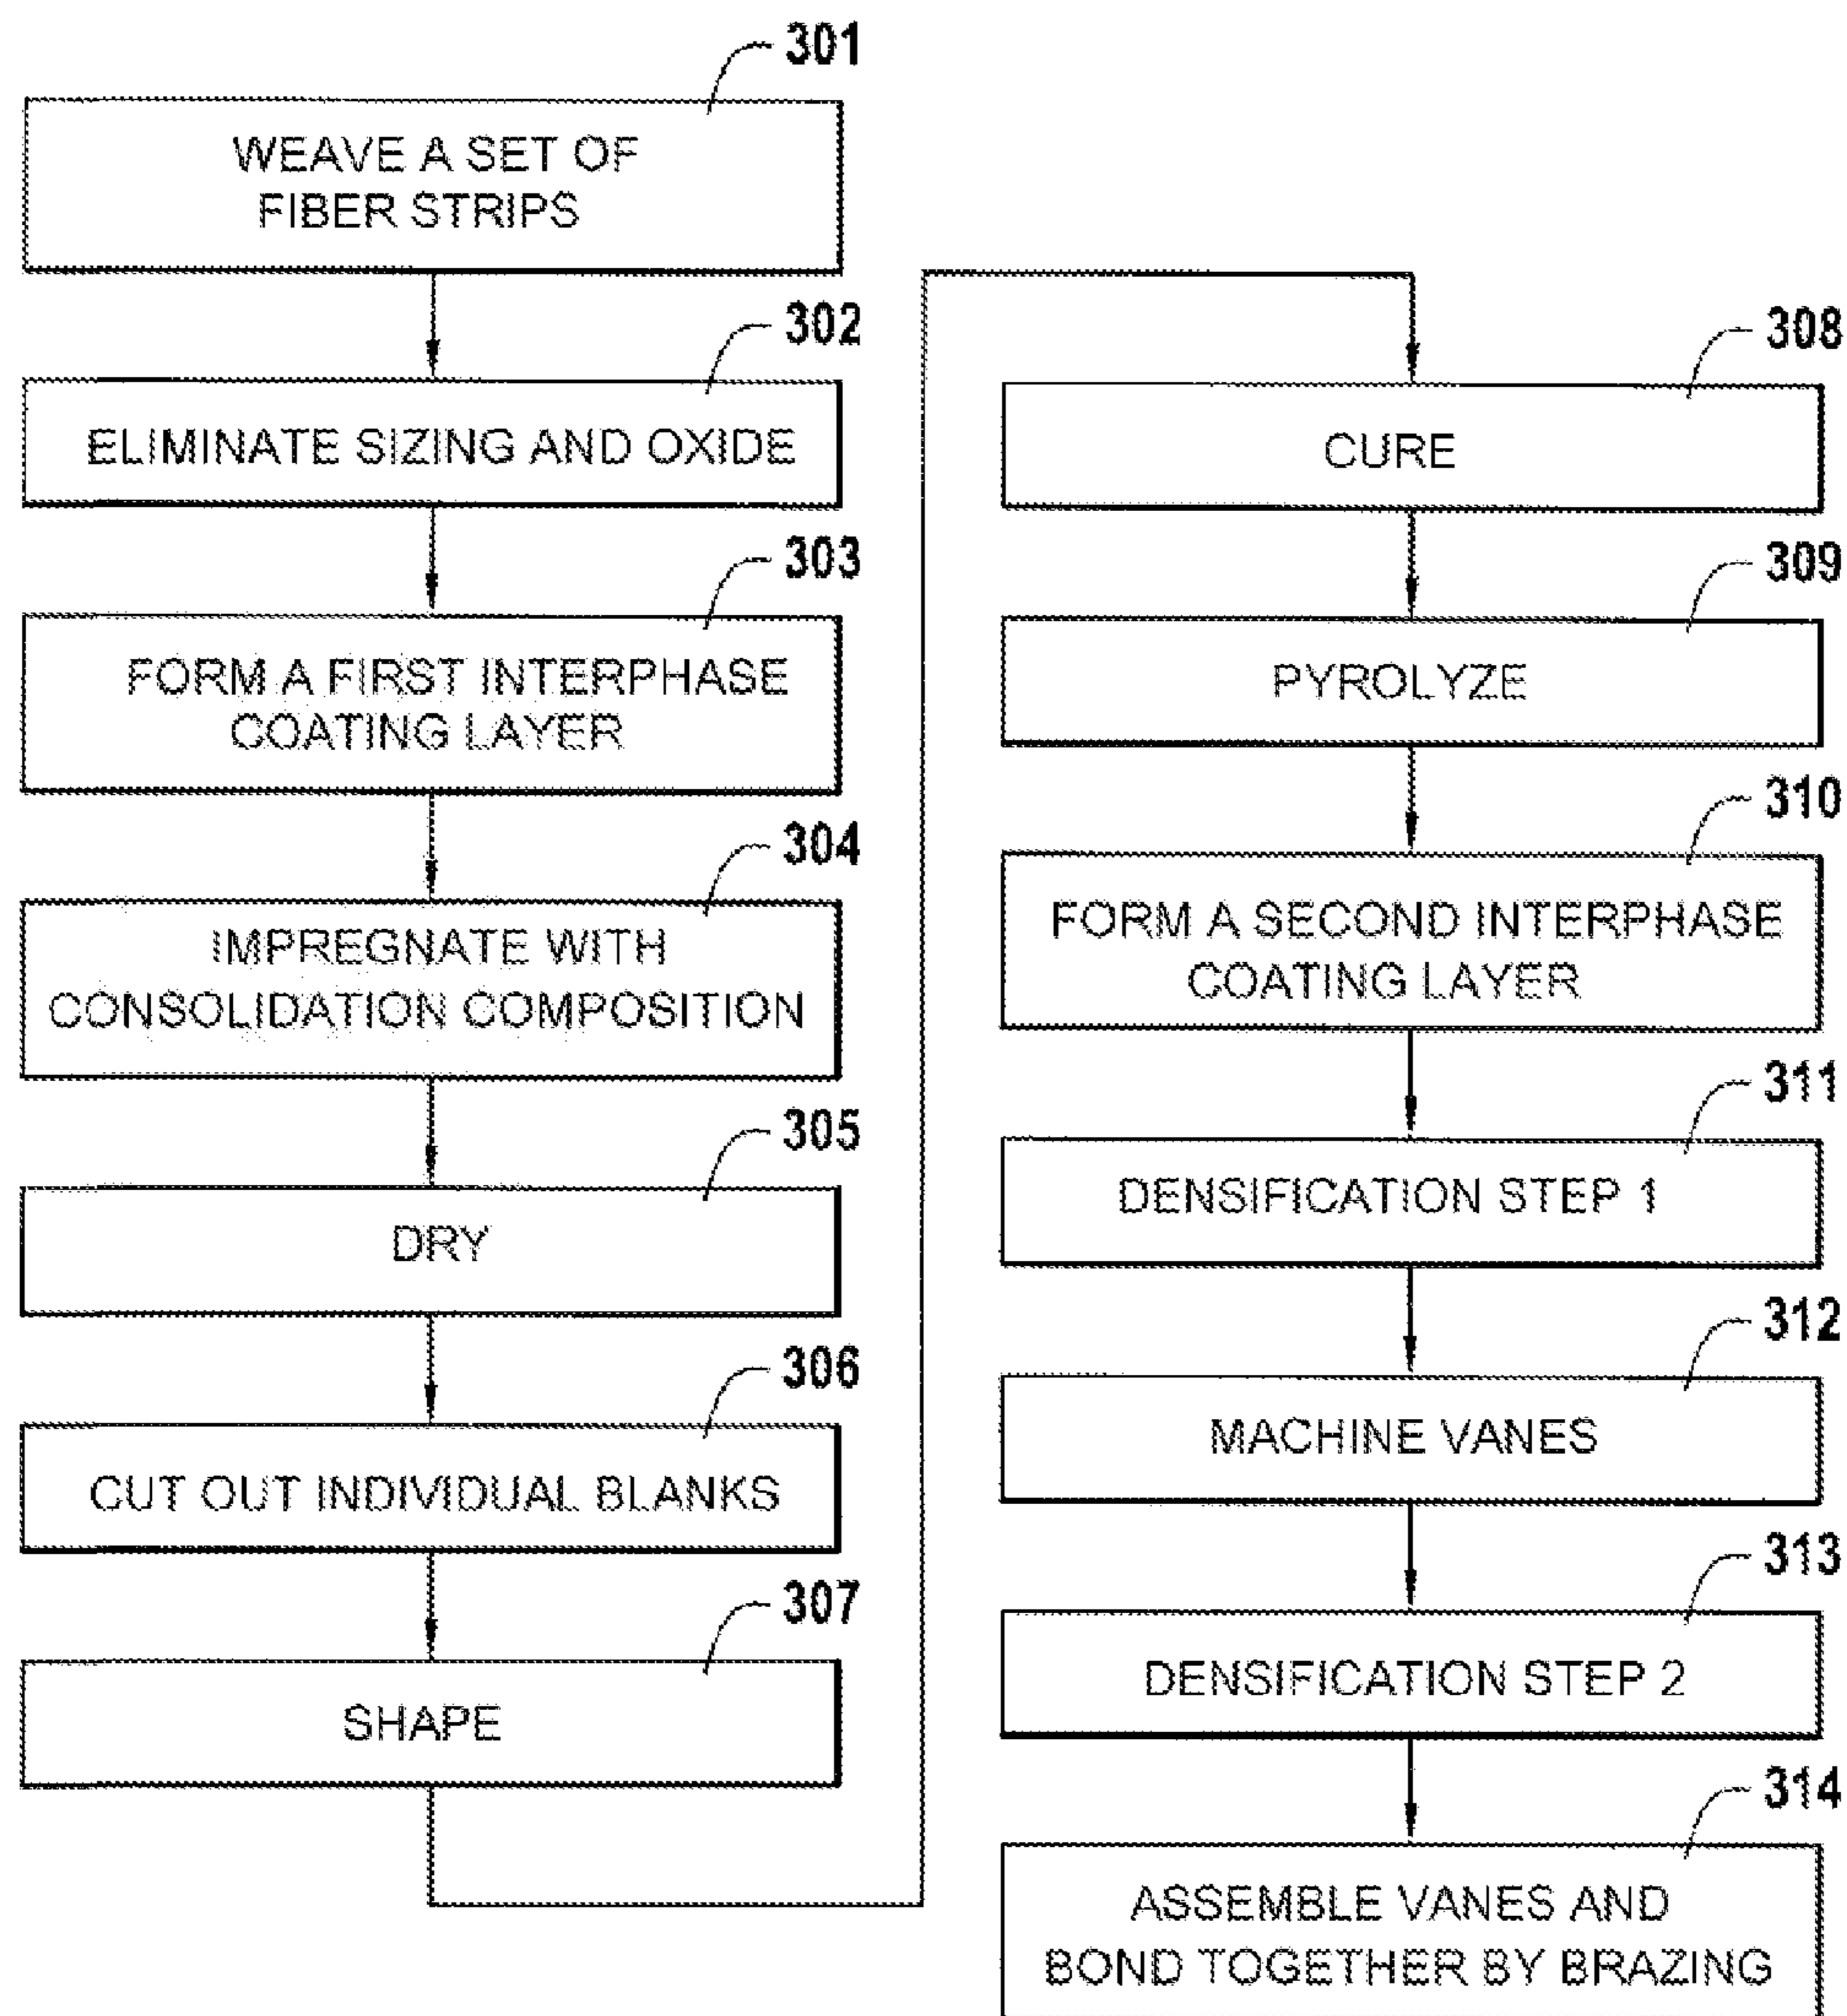 301
WEAVE A SET OF
FIBER STRIPS
302
ELIMINATE SIZING AND OXIDE
303
FORM A FIRST INTERPHASE
COATING LAYER
304
IMPREGNATE WITH
CONSOLIDATION COMPOSITION
305
DRY
306
CUT OUT INDIVIDUAL BLANKS
307
SHAPE
308
CURE
309
PYROLYZE
310
FORM A SECOND INTERPHASE
COATING LAYER
311
DENSIFICATION STEP 1
312
MACHINE VANES
313
DENSIFICATION STEP 2
314
ASSEMBLE VANES AND
BOND TOGETHER BY BRAZING